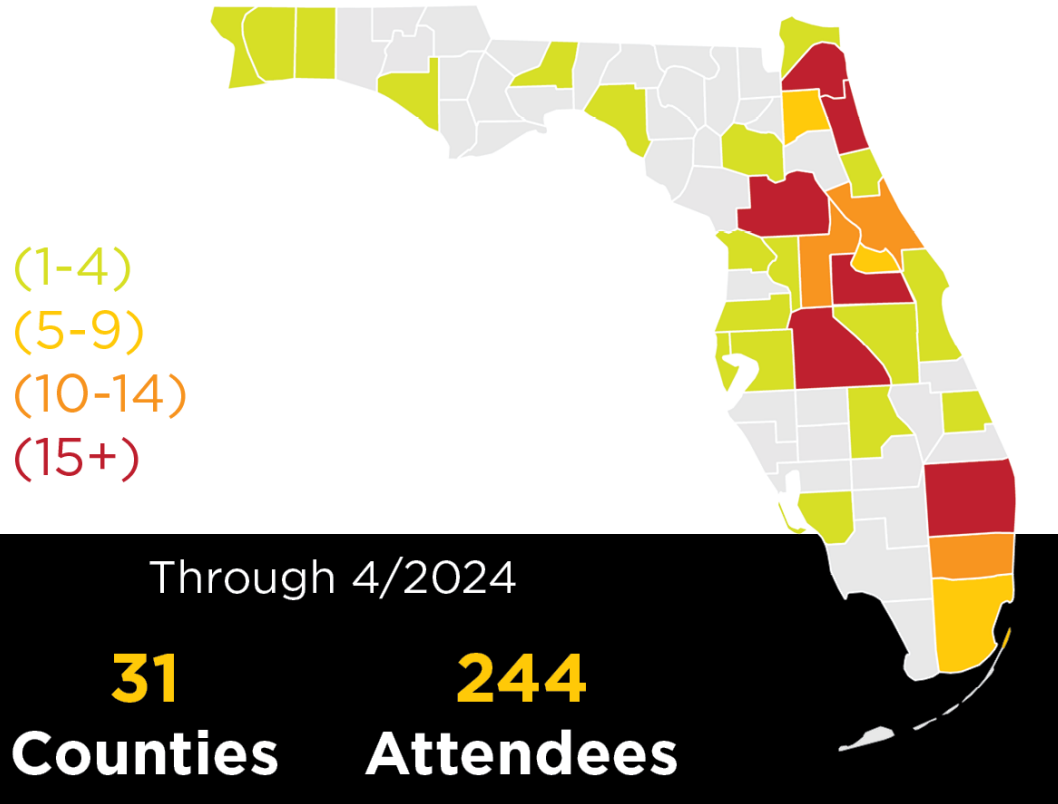 (1-4)
(5-9)
(10-14)
(15+)
Through 4/2024
31 244
Counties Attendees